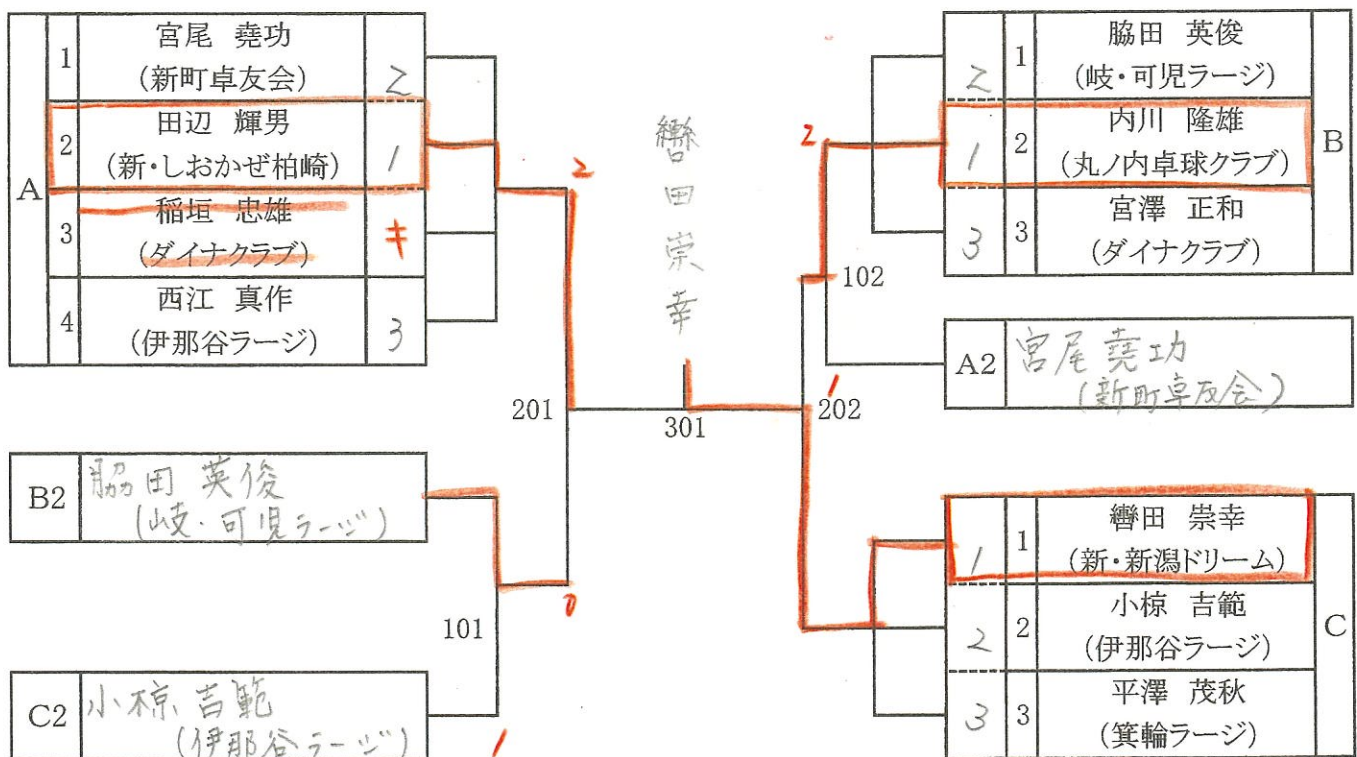 A
1
宮尾 堯功
(新町卓友会)
2
2
田辺 輝男
(新・しおかぜ柏崎)
1
3
稲垣 忠雄
(ダイナクラブ)
キ
4
西江 真作
(伊那谷ラージ)
3
B2
脇田 英俊
(岐・可児ラージ)
C2
小椋 吉範
(伊那谷ラージ)
101
1
201
2
0
轡田崇幸
301
2
102
1
202
B
2
1
脇田 英俊
(岐・可児ラージ)
1
2
内川 隆雄
(丸ノ内卓球クラブ)
3
3
宮澤 正和
(ダイナクラブ)
A2
宮尾 堯功
(新町卓友会)
C
1
1
轡田 崇幸
(新・新潟ドリーム)
2
2
小椋 吉範
(伊那谷ラージ)
3
3
平澤 茂秋
(箕輪ラージ)